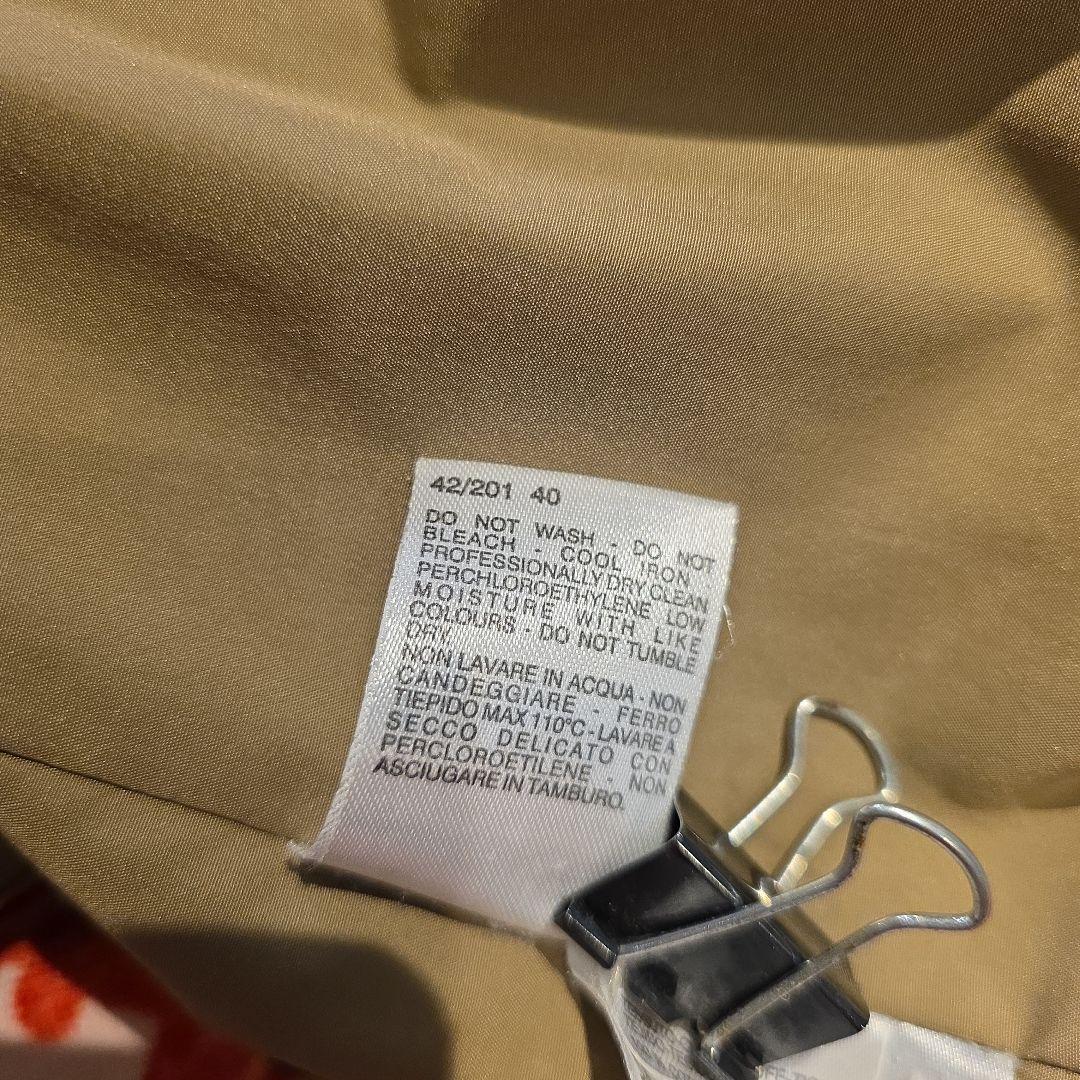 42/201 40
DO NOT WASH - DO NOT
BLEACH - COOL IRON
PROFESSIONALLY DRY CLEAN
PERCHLOROETHYLENE LOW
MOISTURE WITH LIKE
COLOURS - DO NOT TUMBLE
DRY.
NON LAVARE IN ACQUA - NON
CANDEGGIARE - FERRO
TIEPIDO MAX 110°C - LAVARE A
SECCO DELICATO CON
PERCLOROETILENE - NON
ASCIUGARE IN TAMBURO.